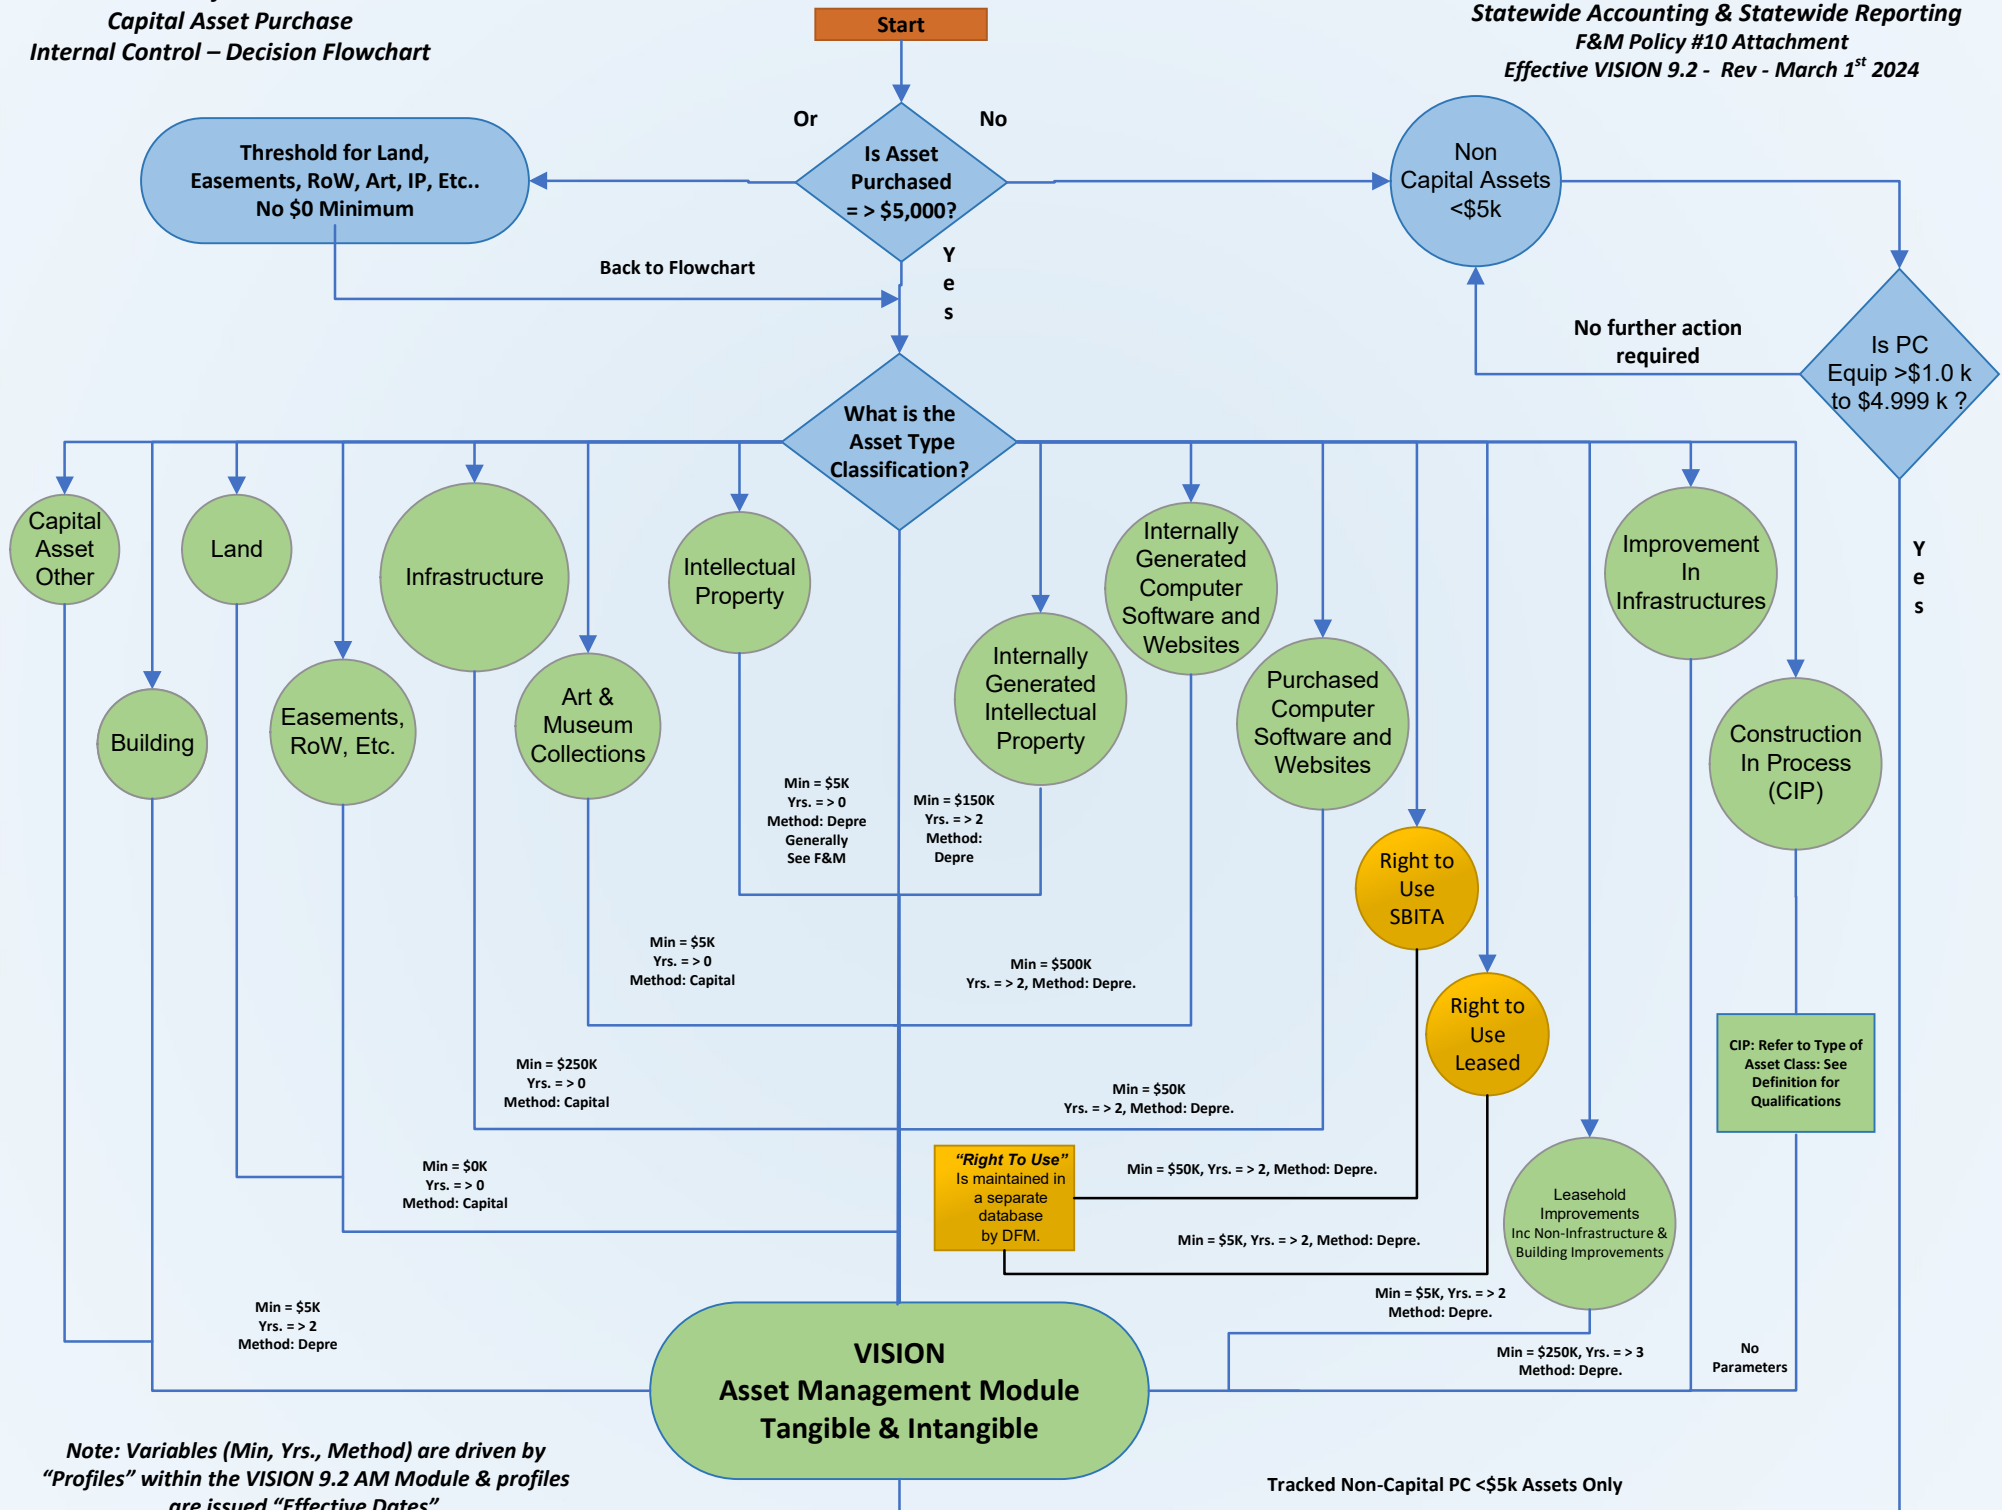 Capital Asset Purchase
Internal Control – Decision Flowchart
Start
Statewide Accounting & Statewide Reporting
F&M Policy #10 Attachment
Effective VISION 9.2 - Rev - March 1st 2024
Or
No
Threshold for Land,
Easements, RoW, Art, IP, Etc..
No $0 Minimum
Is Asset
Purchased
= > $5,000?
Non
Capital Assets
<$5k
Back to Flowchart
Y
e
s
No further action
required
Is PC
Equip >$1.0 k
to $4.999 k ?
What is the
Asset Type
Classification?
Capital
Asset
Other
Land
Infrastructure
Intellectual
Property
Internally
Generated
Computer
Software and
Websites
Improvement
In
Infrastructures
Y
e
s
Building
Easements,
RoW, Etc.
Art &
Museum
Collections
Internally
Generated
Intellectual
Property
Purchased
Computer
Software and
Websites
Construction
In Process
(CIP)
Min = $5K
Yrs. = > 0
Method: Depre
Generally
See F&M
Min = $150K
Yrs. = > 2
Method:
Depre
Right to
Use
SBITA
Min = $5K
Yrs. = > 0
Method: Capital
Min = $500K
Yrs. = > 2, Method: Depre.
Right to
Use
Leased
CIP: Refer to Type of
Asset Class: See
Definition for
Qualifications
Min = $250K
Yrs. = > 0
Method: Capital
Min = $50K
Yrs. = > 2, Method: Depre.
Min = $0K
Yrs. = > 0
Method: Capital
“Right To Use”
Is maintained in
a separate
database
by DFM.
Min = $50K, Yrs. = > 2, Method: Depre.
Min = $5K, Yrs. = > 2, Method: Depre.
Leasehold
Improvements
Inc Non-Infrastructure &
Building Improvements
Min = $5K
Yrs. = > 2
Method: Depre
Min = $5K, Yrs. = > 2
Method: Depre.
Min = $250K, Yrs. = > 3
Method: Depre.
No
Parameters
VISION
Asset Management Module
Tangible & Intangible
Note: Variables (Min, Yrs., Method) are driven by
“Profiles” within the VISION 9.2 AM Module & profiles
are issued “Effective Dates”
Tracked Non-Capital PC <$5k Assets Only